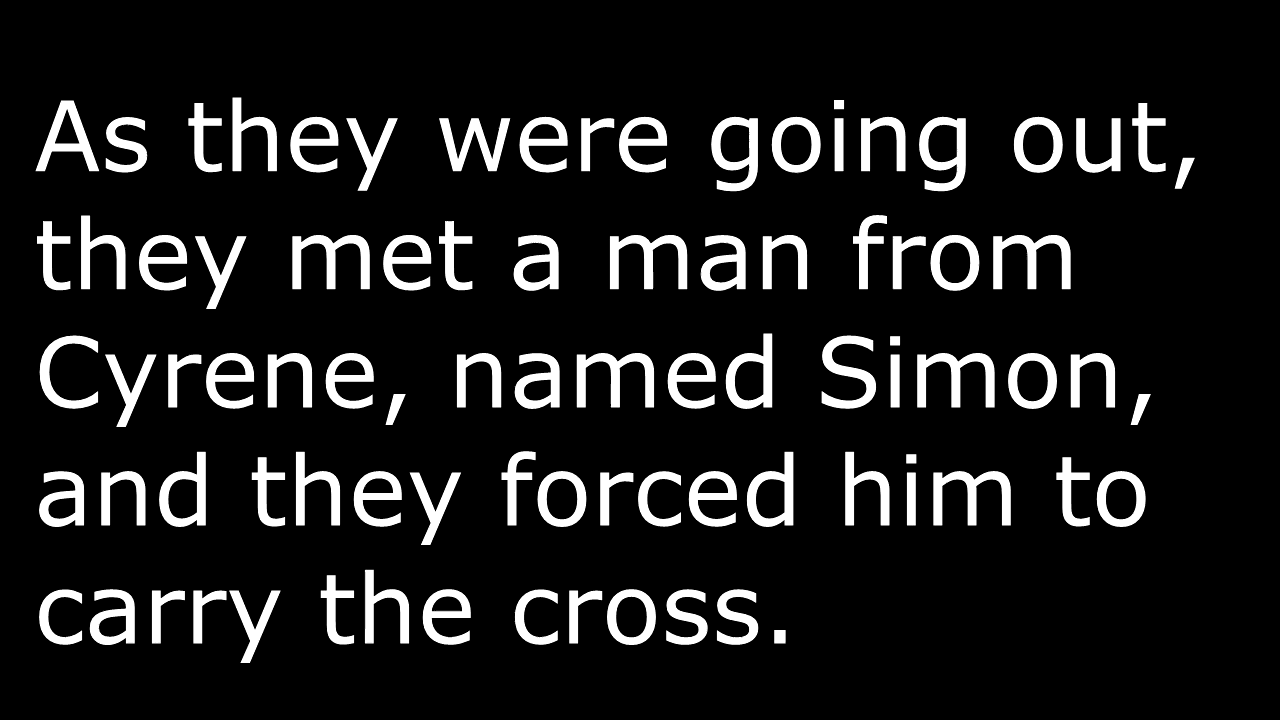 As they were going out,
they met a man from
Cyrene, named Simon,
and they forced him to
carry the cross.